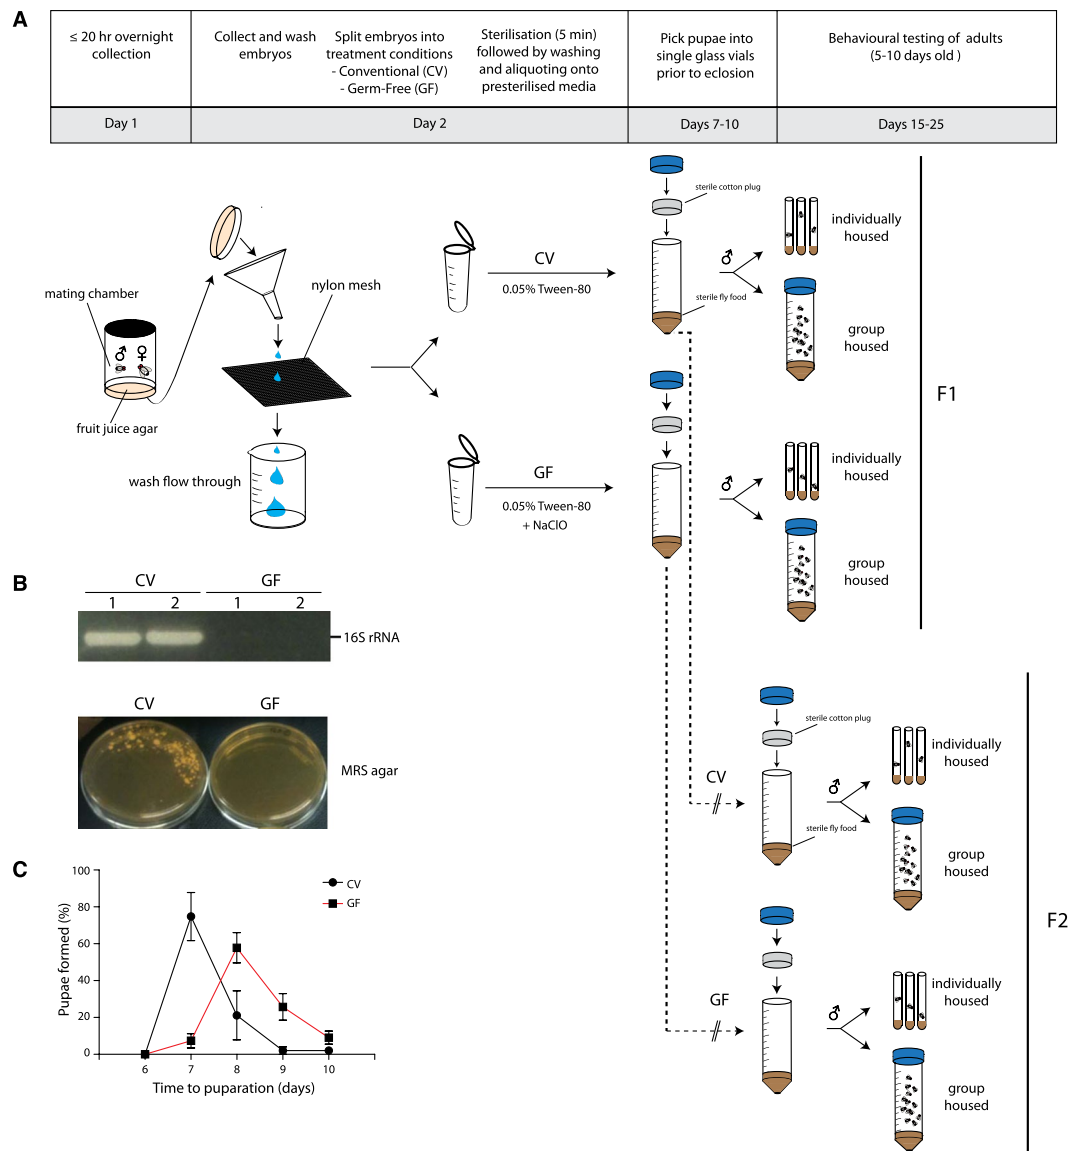 A
≤ 20 hr overnight
collection
Collect and wash
embryos
Split embryos into
treatment conditions
- Conventional (CV)
- Germ-Free (GF)
Sterilisation (5 min)
followed by washing
and aliquoting onto
presterilised media
Pick pupae into
single glass vials
prior to eclosion
Behavioural testing of adults
(5-10 days old )
Day 1
Day 2
Days 7-10
Days 15-25
mating chamber
♂ ♀
fruit juice agar
nylon mesh
wash flow through
CV
0.05% Tween-80
GF
0.05% Tween-80
+ NaClO
sterile cotton plug
sterile fly food
♂
individually
housed
group
housed
♂
individually
housed
group
housed
F1
B
CV
GF
1
2
1
2
16S rRNA
CV
GF
MRS agar
CV
sterile cotton plug
sterile fly food
♂
individually
housed
group
housed
GF
♂
individually
housed
group
housed
F2
C
Pupae formed (%)
100
80
60
40
20
0
6
7
8
9
10
Time to puparation (days)
CV
GF